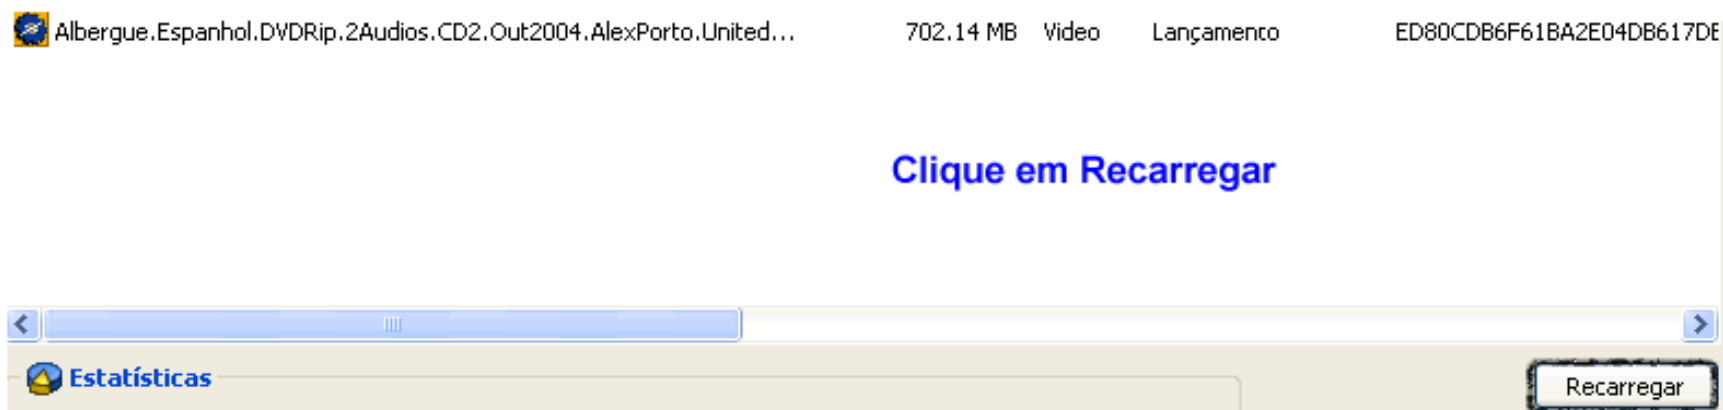 Albergue.Espanhol.DVDRip.2Audios.CD2.Out2004.AlexPorto.United... 702.14 MB Video Lançamento ED80CDB6F61BA2E04DB617DE
Clique em Recarregar
Estatísticas
Recarregar